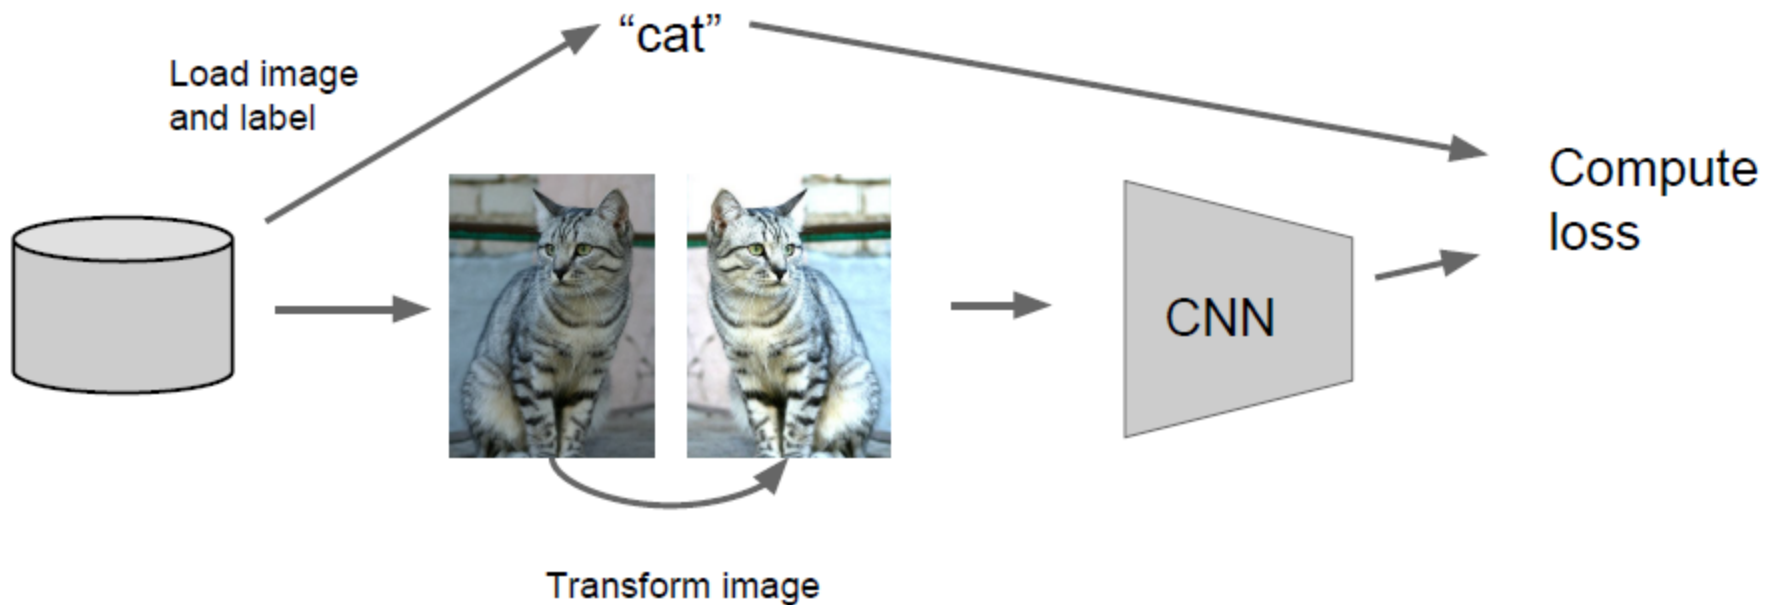 “cat”
Load image
and label
Compute
loss
CNN
Transform image